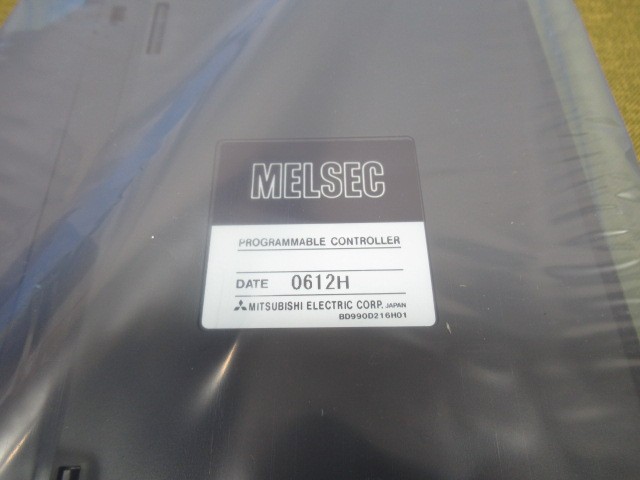 MELSEC
PROGRAMMABLE CONTROLLER
DATE 0612H
MITSUBISHI ELECTRIC CORP. JAPAN
BD990D216H01